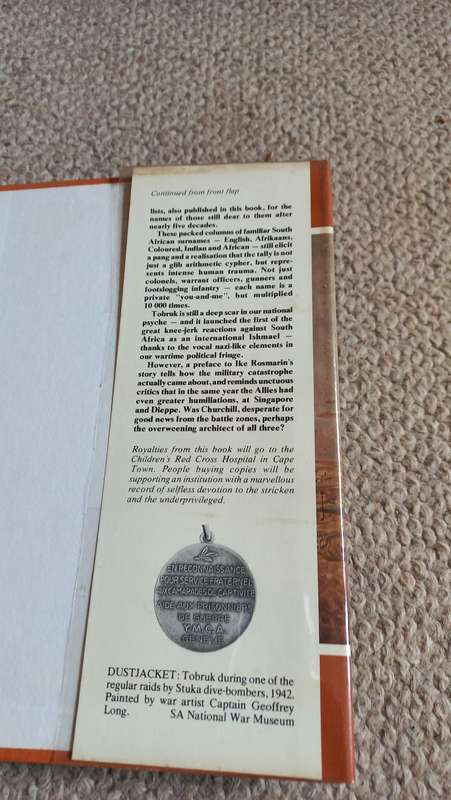 Continued from front flap
lists, also published in this book, for the
names of those still dear to them after
nearly five decades.
These packed columns of familiar South
African surnames — English, Afrikaans,
Coloured, Indian and African — still elicit
a pang and a realisation that the tally is not
just a glib arithmetic cypher, but repre-
sents intense human trauma. Not just
colonels, warrant officers, gunners and
footslogging infantry — each name is a
private "you-and-me", but multiplied
10 000 times.
Tobruk is still a deep scar in our national
psyche — and it launched the first of the
great knee-jerk reactions against South
Africa as an international Ishmael —
thanks to the vocal nazi-like elements in
our wartime political fringe.
However, a preface to Ike Rosmarin's
story tells how the military catastrophe
actually came about, and reminds unctuous
critics that in the same year the Allies had
even greater humiliations, at Singapore
and Dieppe. Was Churchill, desperate for
good news from the battle zones, perhaps
the overweening architect of all three?
Royalties from this book will go to the
Children's Red Cross Hospital in Cape
Town. People buying copies will be
supporting an institution with a marvellous
record of selfless devotion to the stricken
and the underprivileged.
EN RECONNAISSANCE
POUR SERVICE FRATERNEL
AUX CAMARADES DE CAPTIVITE
AIDE AUX PRISONNIERS
DE GUERRE
Y.M.C.A.
GENEVE
DUSTJACKET: Tobruk during one of the
regular raids by Stuka dive-bombers, 1942.
Painted by war artist Captain Geoffrey
Long. SA National War Museum